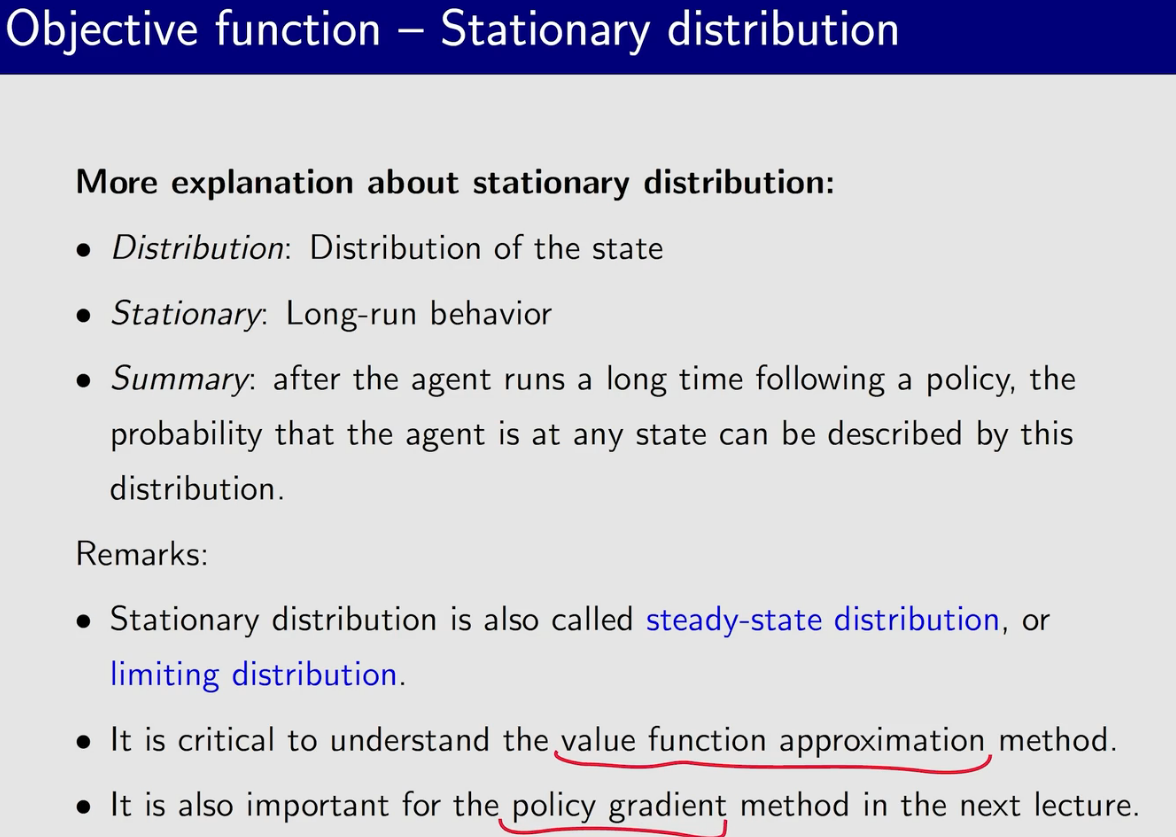 Objective function – Stationary distribution
More explanation about stationary distribution:
• Distribution: Distribution of the state
• Stationary: Long-run behavior
• Summary: after the agent runs a long time following a policy, the
probability that the agent is at any state can be described by this
distribution.
Remarks:
• Stationary distribution is also called steady-state distribution, or
limiting distribution.
• It is critical to understand the value function approximation method.
• It is also important for the policy gradient method in the next lecture.